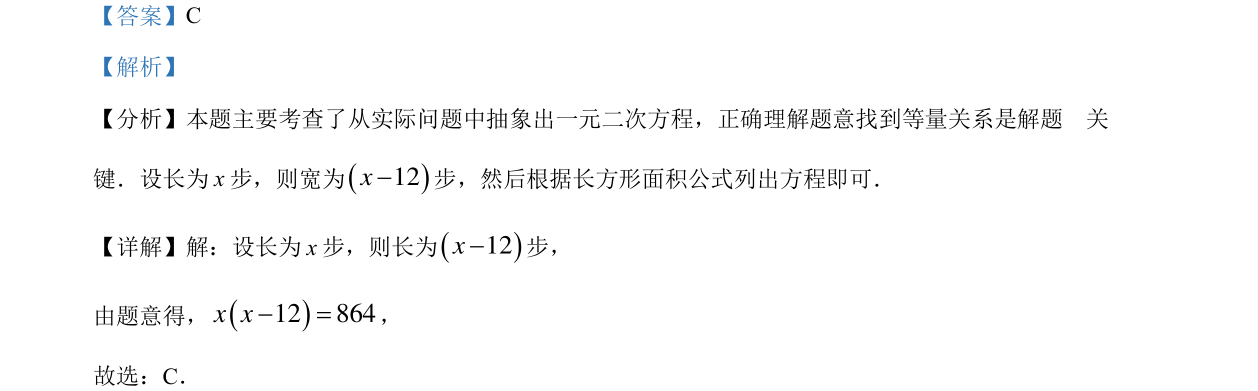 【答案】C
【解析】
【分析】本题主要考查了从实际问题中抽象出一元二次方程，正确理解题意找到等量关系是解题 关
键．设长为 x 步，则宽为(x−12)步，然后根据长方形面积公式列出方程即可．
【详解】解：设长为 x 步，则长为(x−12)步，
由题意得，x(x−12)=864，
故选：C．